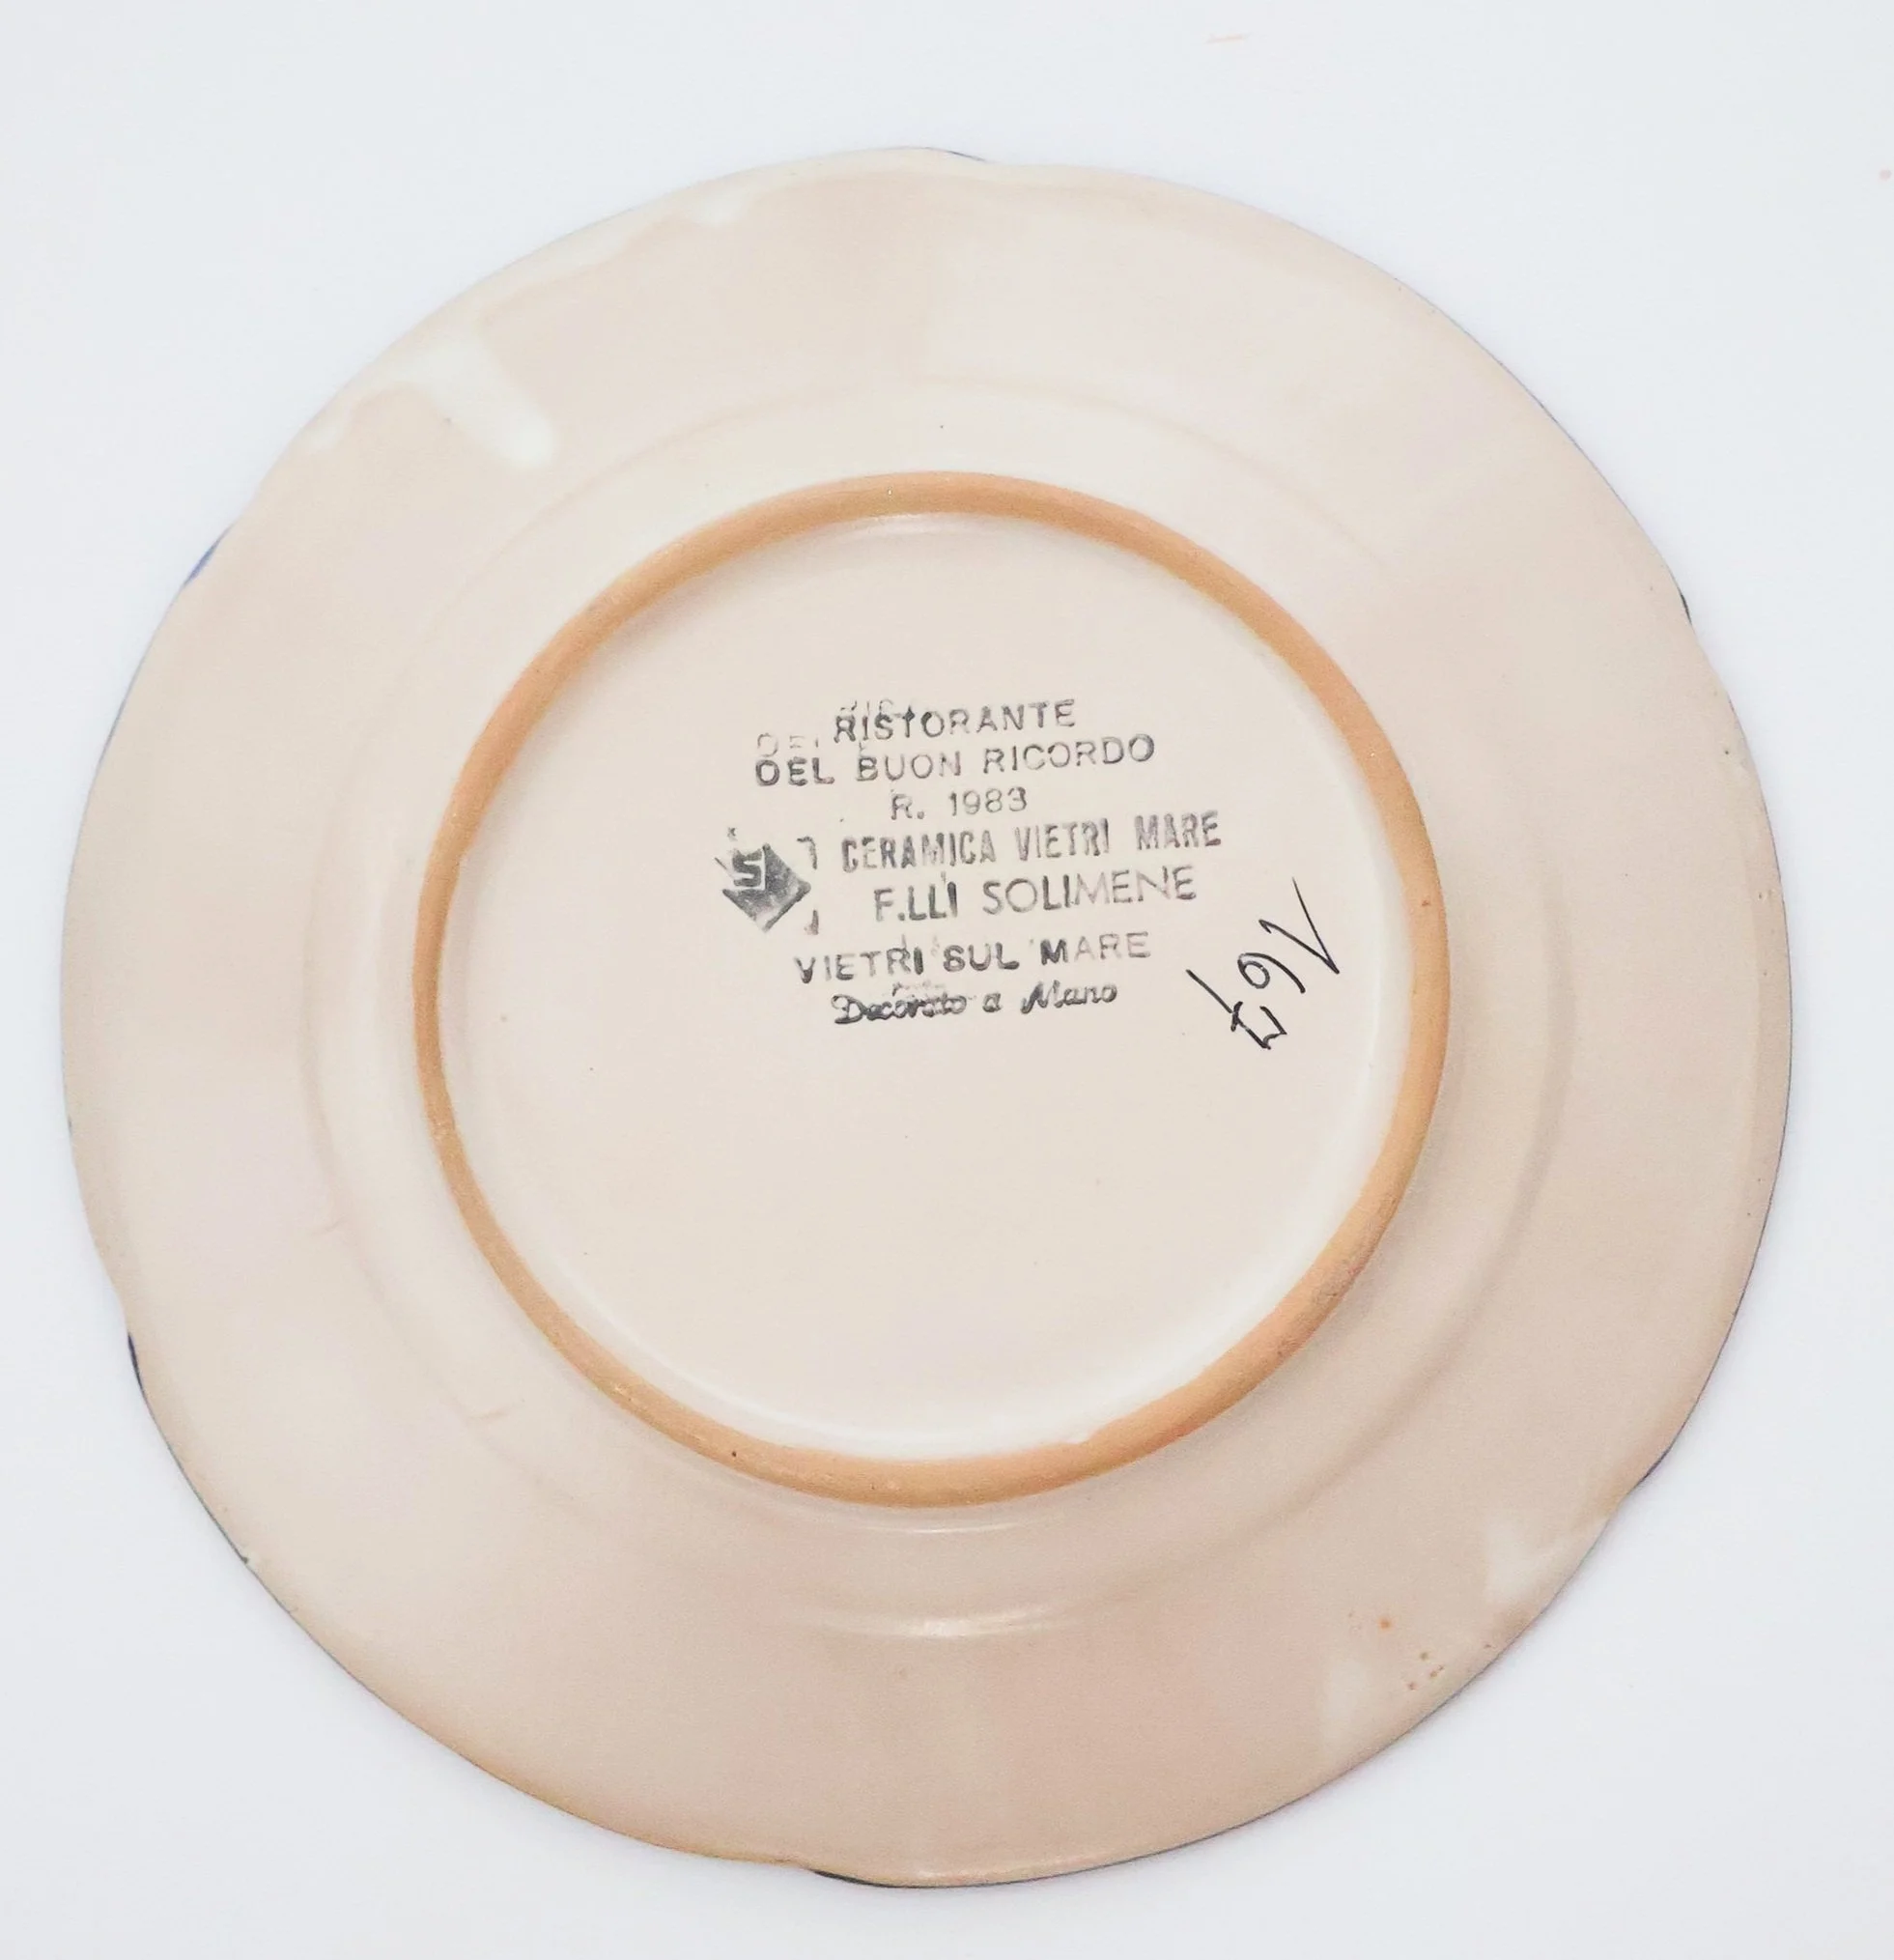 RISTORANTE
DEL BUON RICORDO
R. 1983
S
CERAMICA VIETRI MARE
F.LLI SOLIMENE
VIETRI SUL MARE
Decorato a Mano